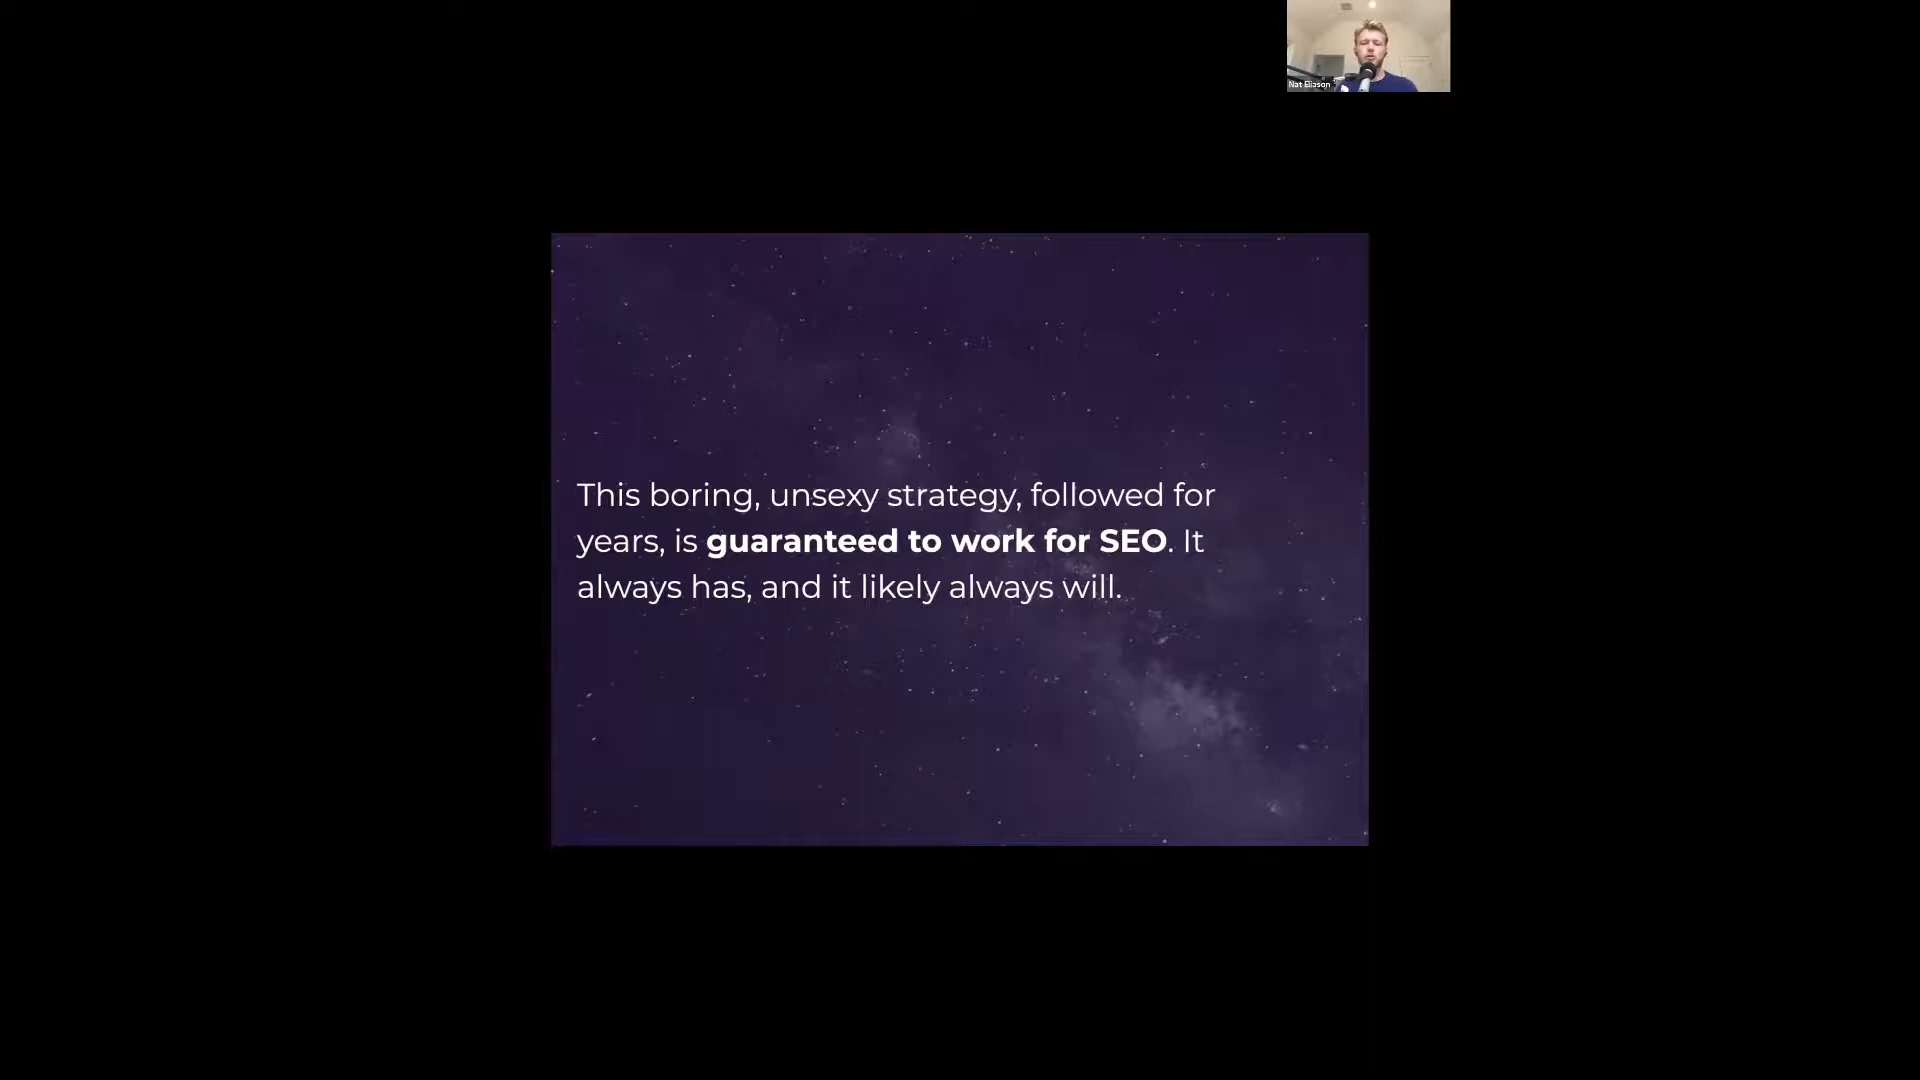 Nat Eliason
This boring, unsexy strategy, followed for
years, is guaranteed to work for SEO. It
always has, and it likely always will.